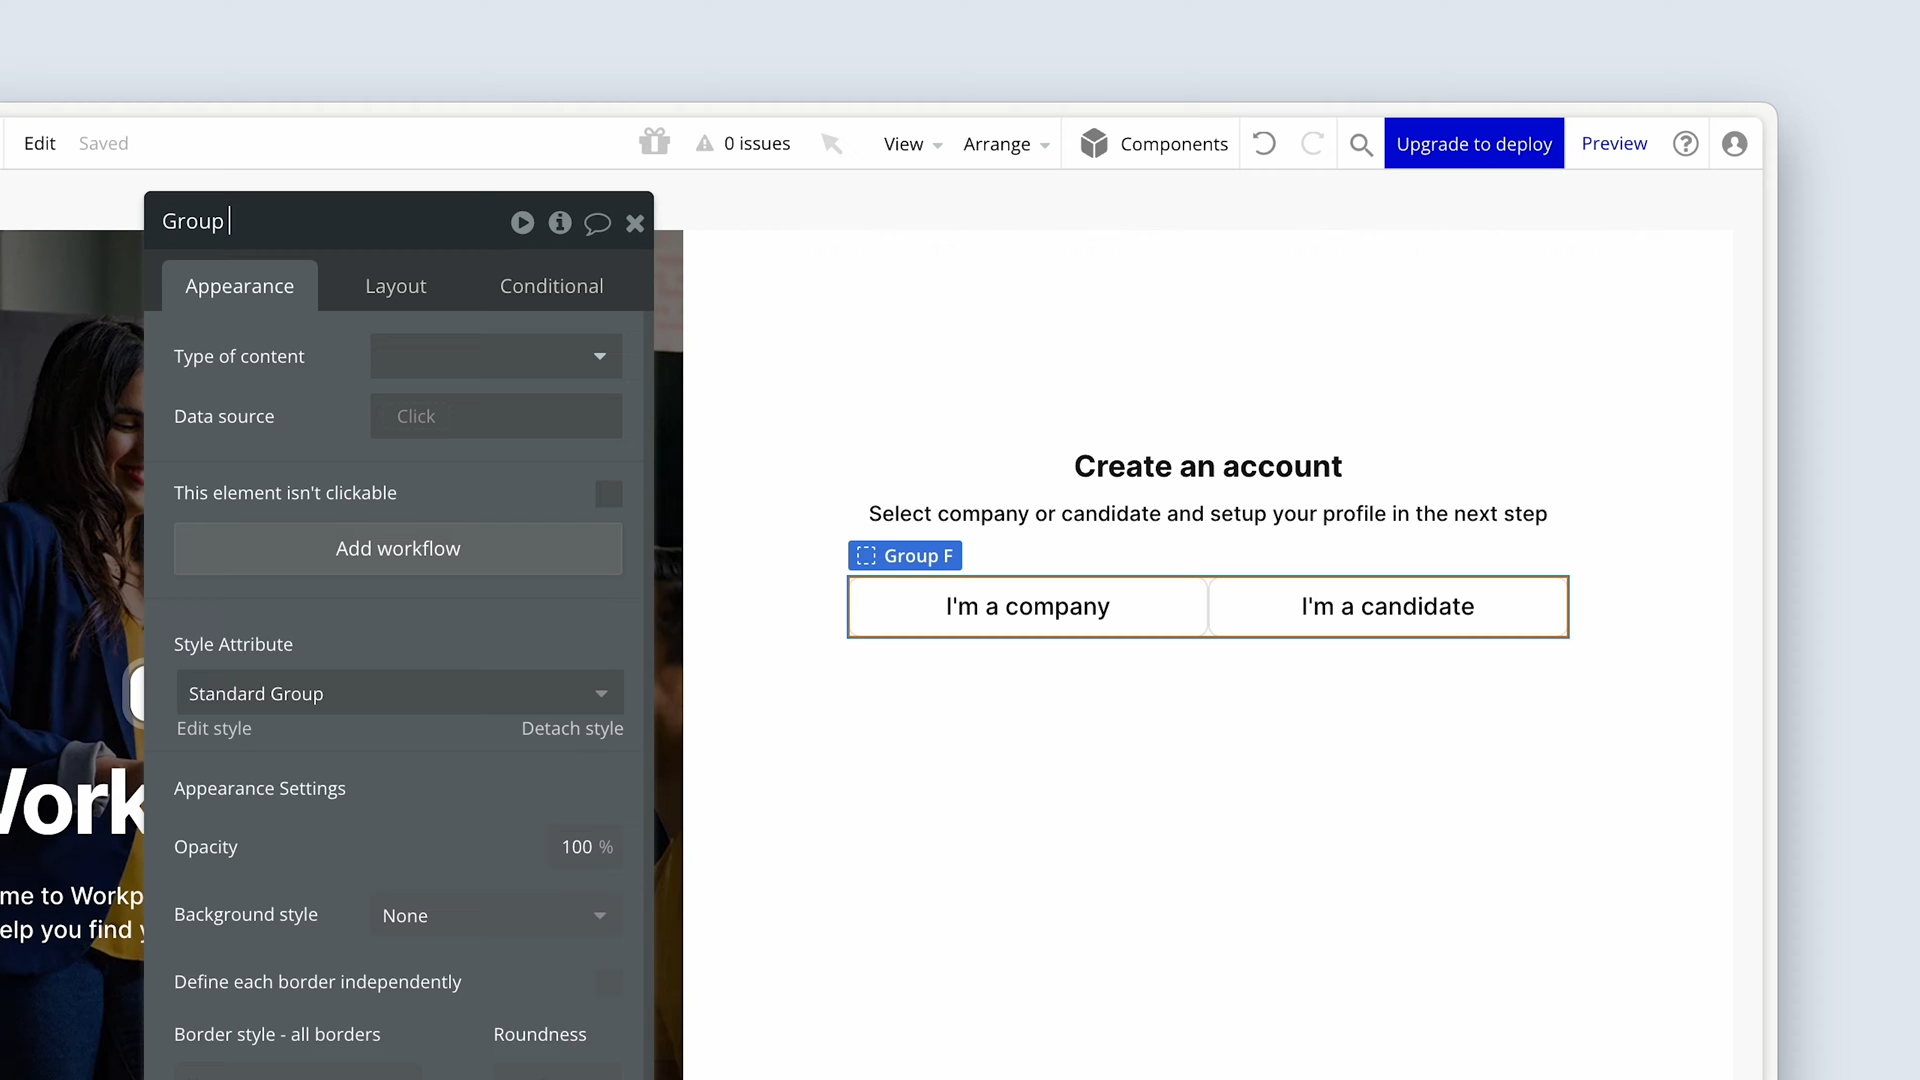 Edit Saved 0 issues View Arrange Components Upgrade to deploy Preview
Group
Appearance Layout Conditional
Type of content
Data source Click
This element isn't clickable
Add workflow
Style Attribute
Standard Group
Edit style Detach style
Appearance Settings
Opacity 100 %
Background style None
Define each border independently
Border style - all borders Roundness
Create an account
Select company or candidate and setup your profile in the next step
Group F
I'm a company I'm a candidate
Work
me to Workp
elp you find